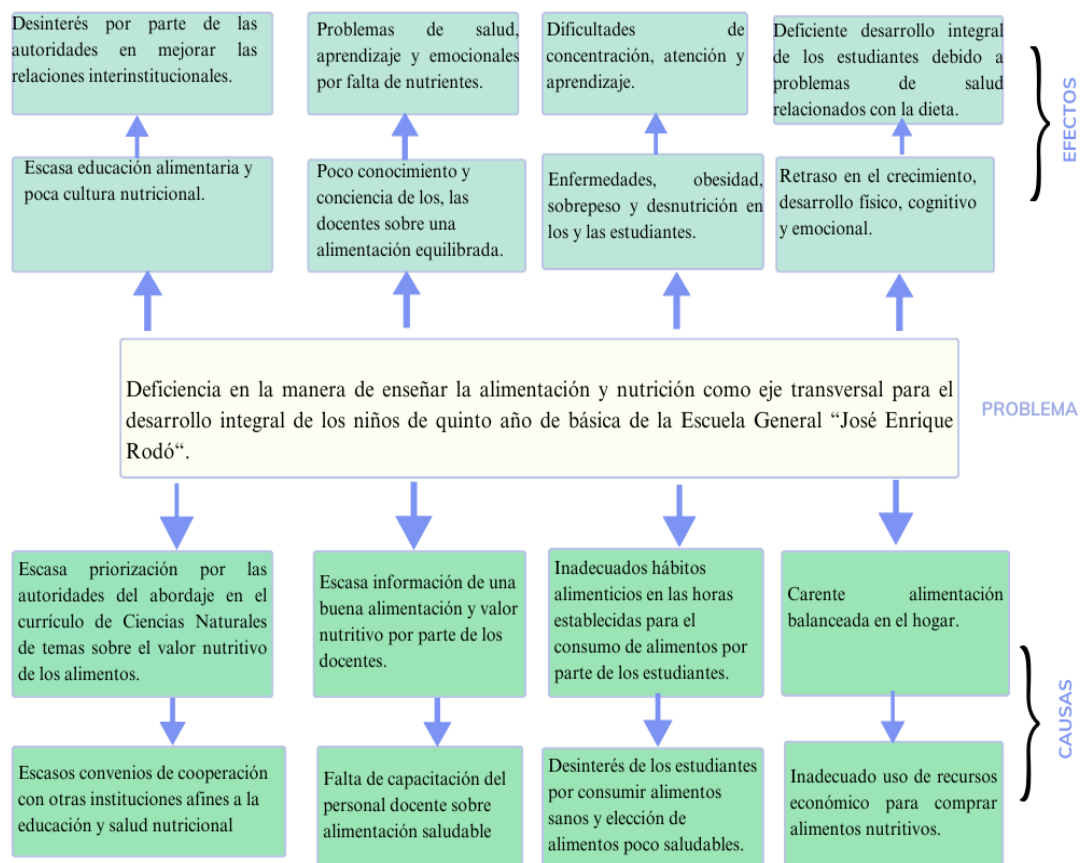 Desinterés por parte de las
autoridades en mejorar las
relaciones interinstitucionales.
Problemas de salud,
aprendizaje y emocionales
por falta de nutrientes.
Dificultades de
concentración, atención y
aprendizaje.
Deficiente desarrollo integral
de los estudiantes debido a
problemas de salud
relacionados con la dieta.
EFECTOS
Escasa educación alimentaria y
poca cultura nutricional.
Poco conocimiento y
conciencia de los, las
docentes sobre una
alimentación equilibrada.
Enfermedades, obesidad,
sobrepeso y desnutrición en
los y las estudiantes.
Retraso en el crecimiento,
desarrollo físico, cognitivo
y emocional.
Deficiencia en la manera de enseñar la alimentación y nutrición como eje transversal para el
desarrollo integral de los niños de quinto año de básica de la Escuela General “José Enrique
Rodó“.
PROBLEMA
Escasa priorización por las
autoridades del abordaje en el
currículo de Ciencias Naturales
de temas sobre el valor nutritivo
de los alimentos.
Escasa información de una
buena alimentación y valor
nutritivo por parte de los
docentes.
Inadecuados hábitos
alimenticios en las horas
establecidas para el
consumo de alimentos por
parte de los estudiantes.
Carente alimentación
balanceada en el hogar.
CAUSAS
Escasos convenios de cooperación
con otras instituciones afines a la
educación y salud nutricional
Falta de capacitación del
personal docente sobre
alimentación saludable
Desinterés de los estudiantes
por consumir alimentos
sanos y elección de
alimentos poco saludables.
Inadecuado uso de recursos
económico para comprar
alimentos nutritivos.